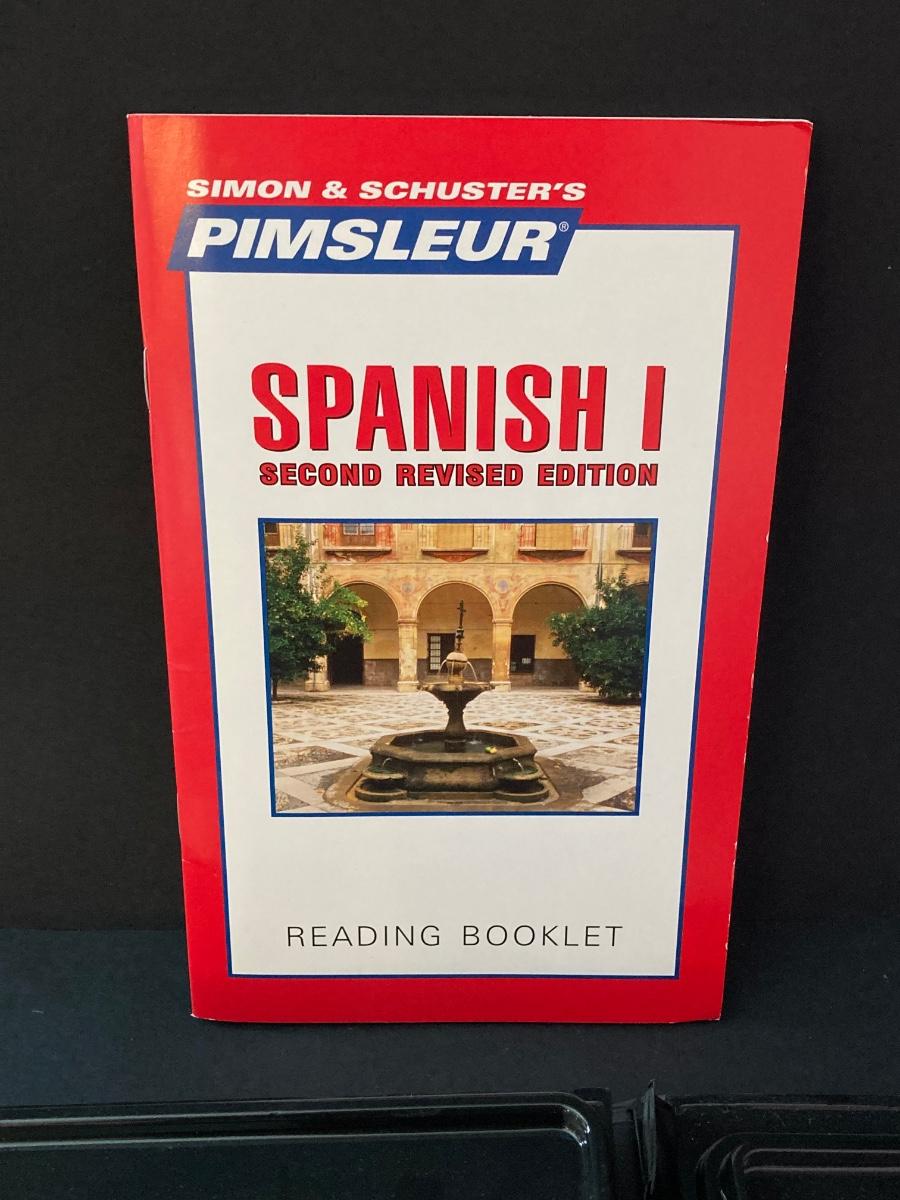 SIMON & SCHUSTER'S
PIMSLEUR®
SPANISH I
SECOND REVISED EDITION
READING BOOKLET